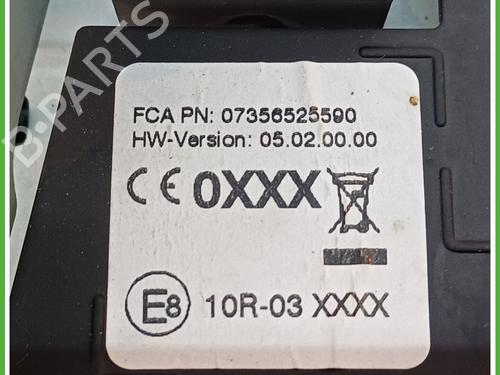 B-PARTS
FCA PN: 07356525590
HW-Version: 05.02.00.00
CE 0XXX
E8 10R-03 XXXX